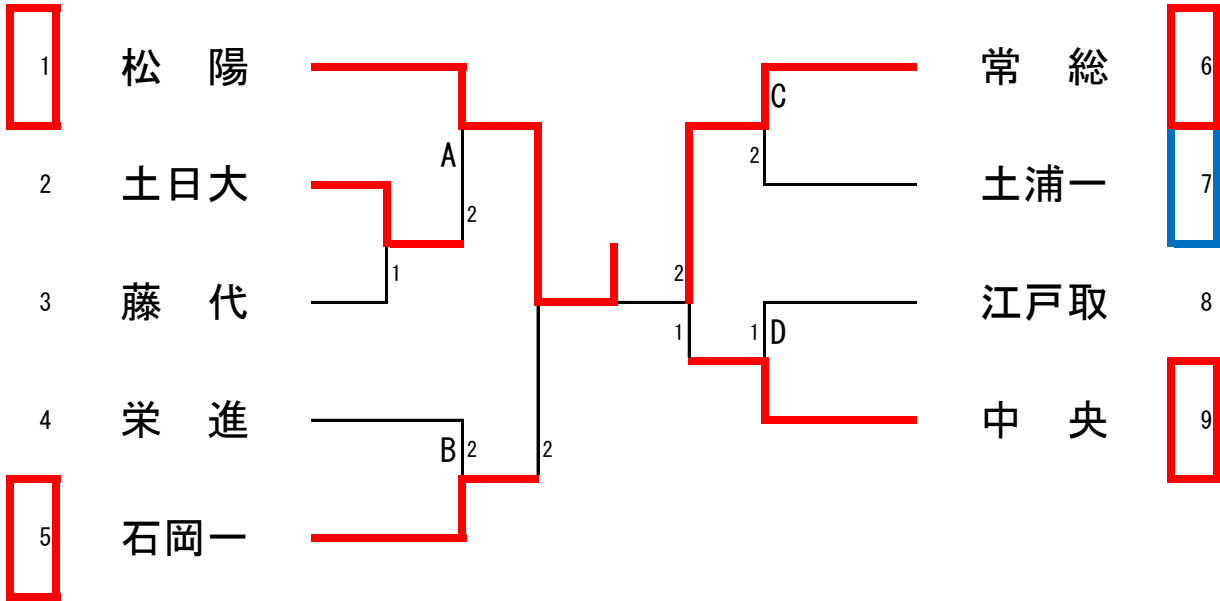 1 松 陽 常 総 6
C
A 2
2 土日大 土浦一 7
2
1 2
3 藤 代 江戸取 8
1 1 D
4 栄 進 中 央 9
B 2 2
5 石岡一